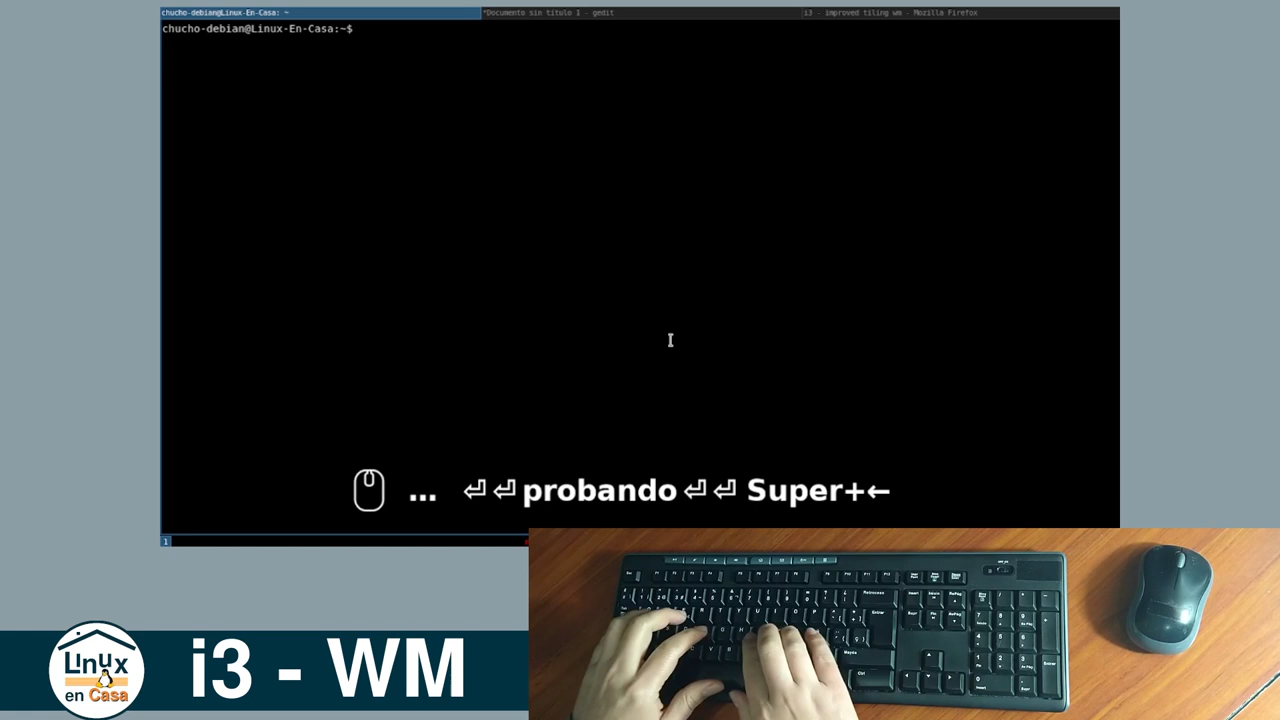 chucho-debian@Linux-En-Casa: ~
*Documento sin título 1 - gedit
i3 - improved tiling wm - Mozilla Firefox
chucho-debian@Linux-En-Casa:~$
... ⏎⏎probando⏎⏎ Super+←
1
Linux
en Casa
i3 - WM